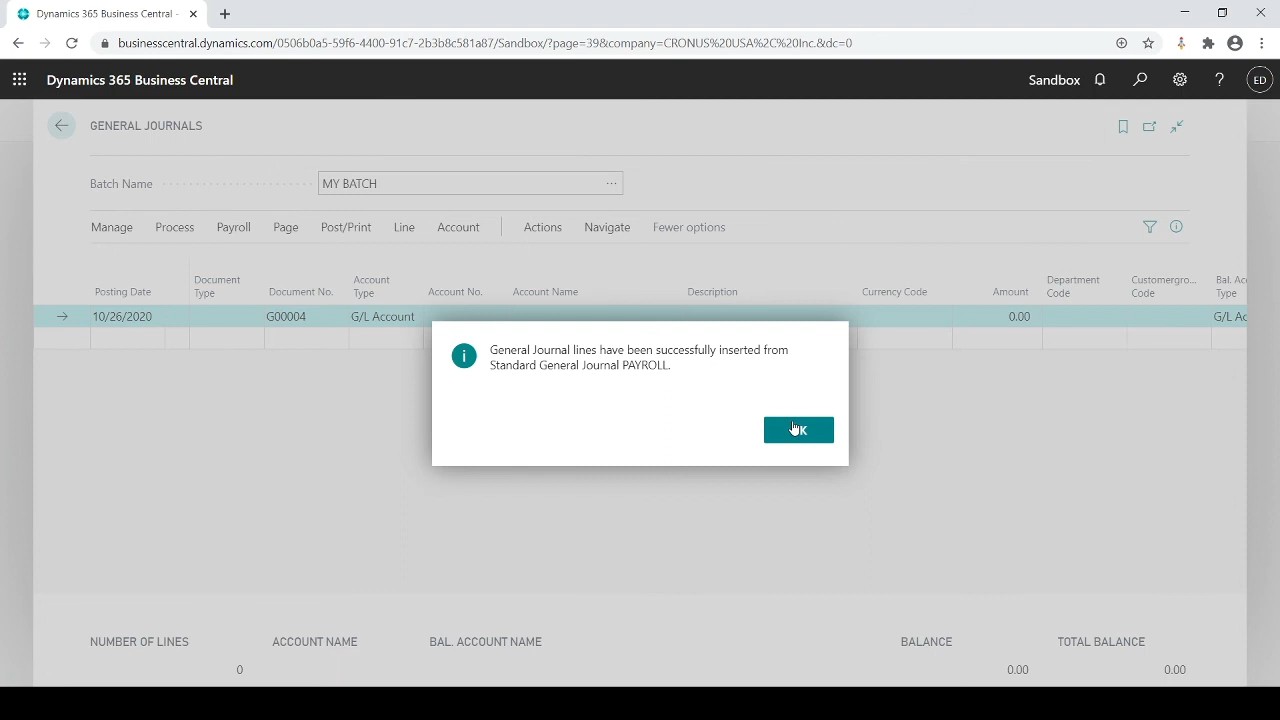 Dynamics 365 Business Central -
businesscentral.dynamics.com/0506b0a5-59f6-4400-91c7-2b3b8c581a87/Sandbox/?page=39&company=CRONUS%20USA%2C%20Inc.&dc=0
Dynamics 365 Business Central
Sandbox
?
ED
GENERAL JOURNALS
Batch Name
MY BATCH
...
Manage Process Payroll Page Post/Print Line Account Actions Navigate Fewer options
Posting Date
Document
Type
Document No.
Account
Type
Account No.
Account Name
Description
Currency Code
Amount
Department
Code
Customergro...
Code
Bal. Acc
Type
10/26/2020 G00004 G/L Account 0.00 G/L Ac
General Journal lines have been successfully inserted from
Standard General Journal PAYROLL.
NUMBER OF LINES ACCOUNT NAME BAL. ACCOUNT NAME BALANCE TOTAL BALANCE
0 0.00 0.00